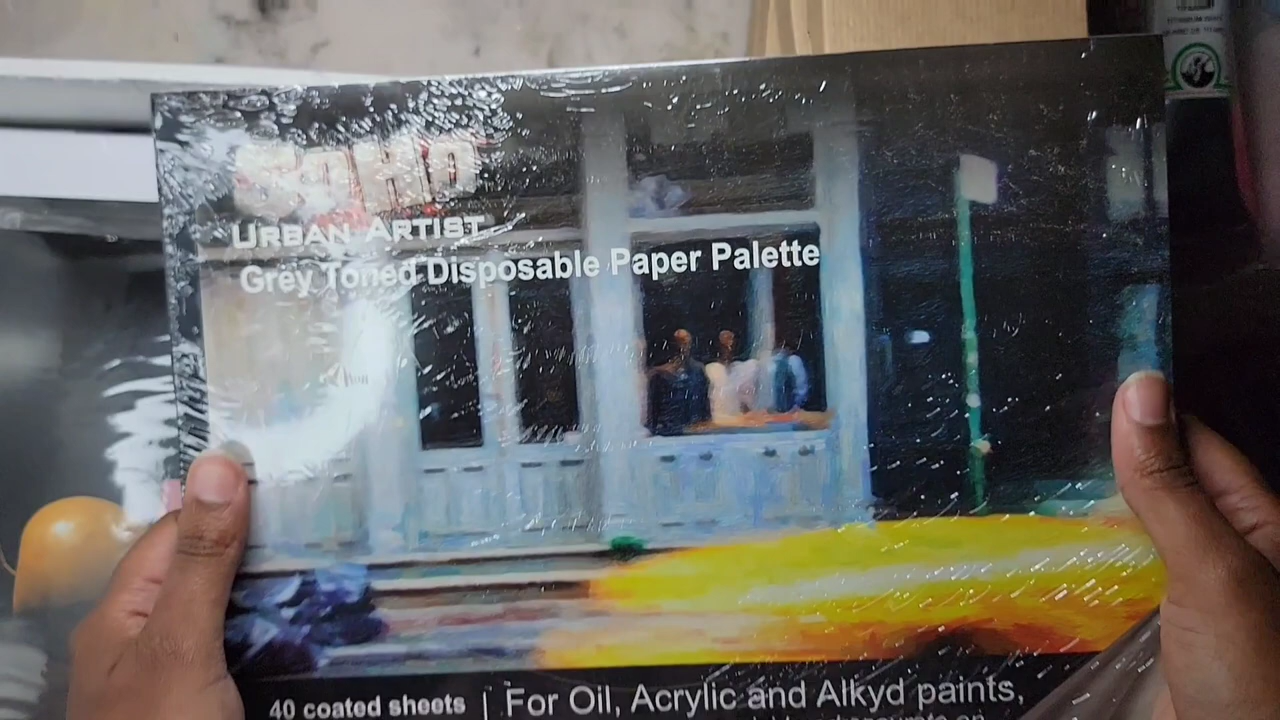 SOHO
URBAN ARTIST
Grey Toned Disposable Paper Palette
40 coated sheets | For Oil, Acrylic and Alkyd paints,